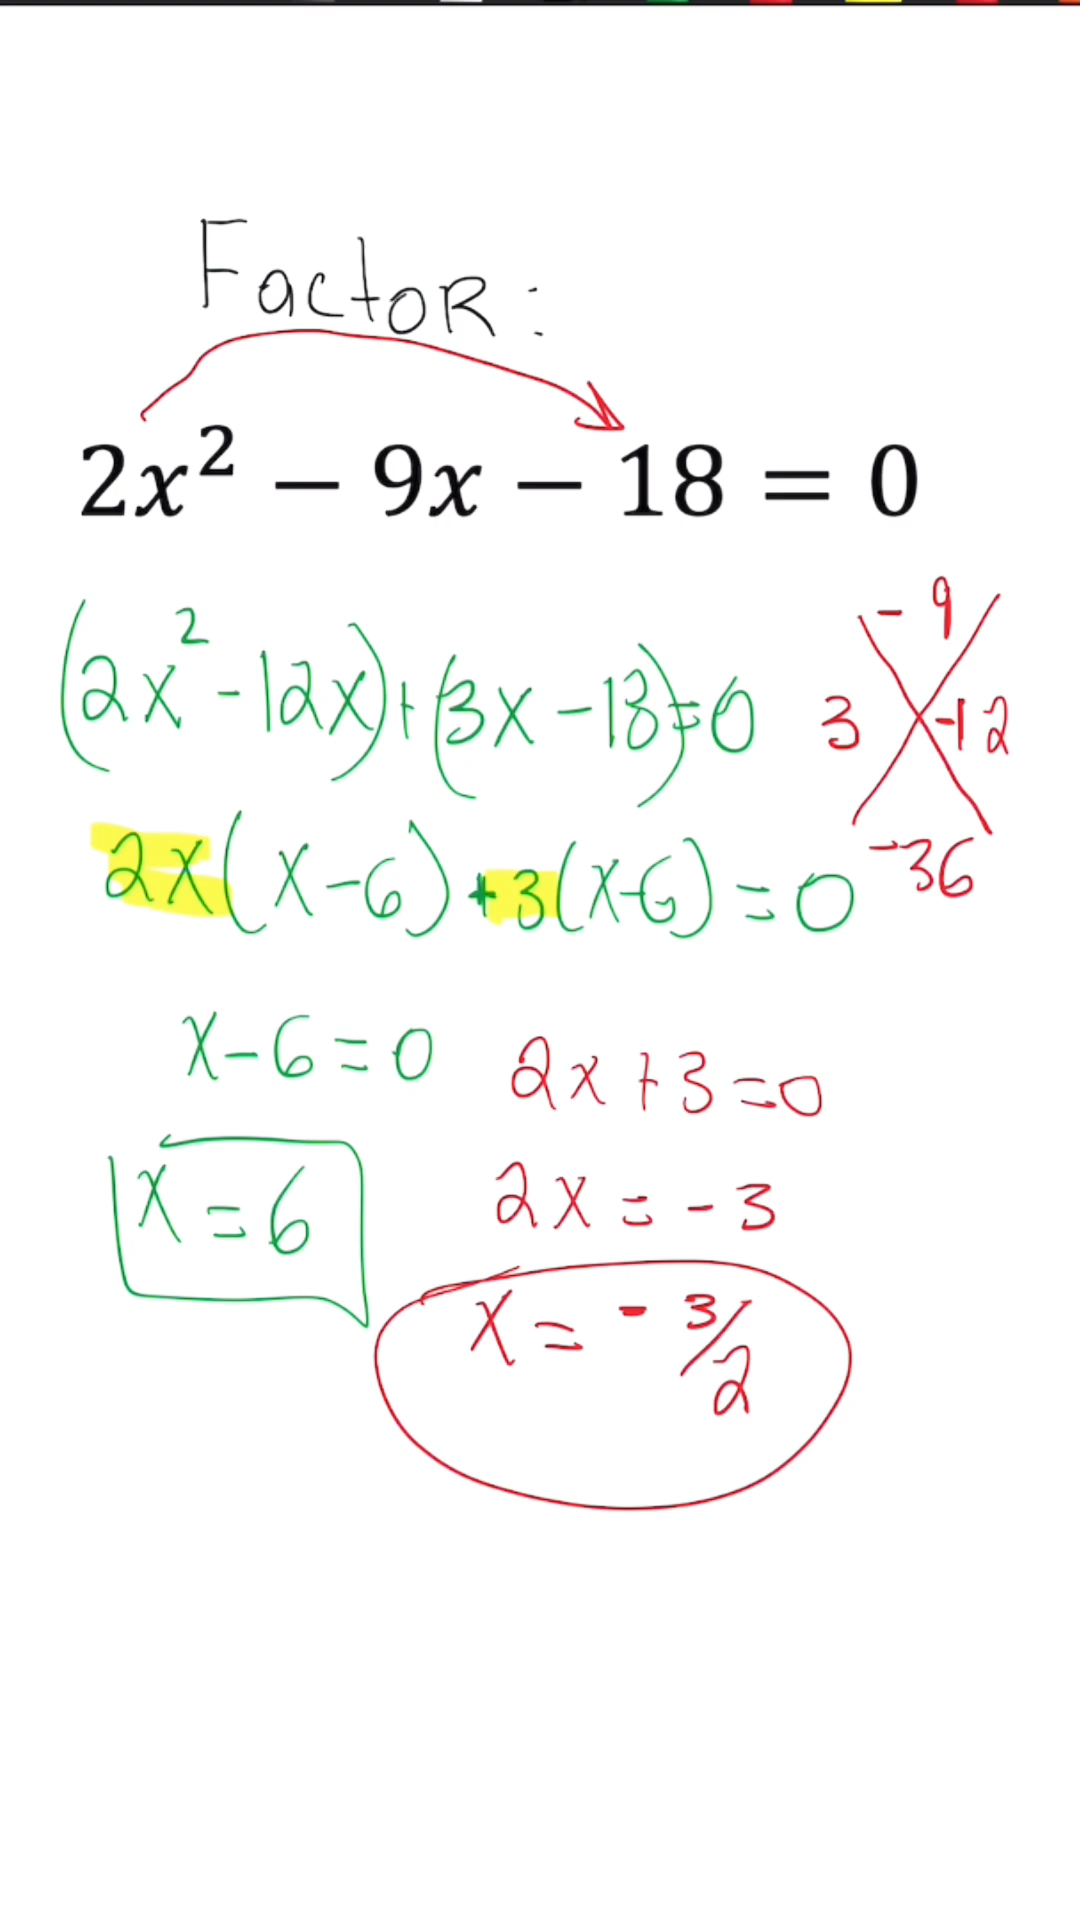 Factor:
2x² − 9x − 18 = 0
(2x² - 12x) + (3x - 18) = 0
-9
3 -12
-36
2x(x-6) +3(x-6) = 0
x-6=0
2x+3=0
x=6
2x=-3
x=-3/2